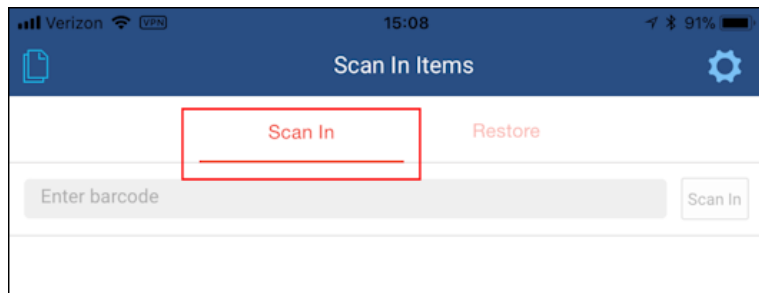 Verizon VPN 15:08 91%
Scan In Items
Scan In Restore
Enter barcode Scan In